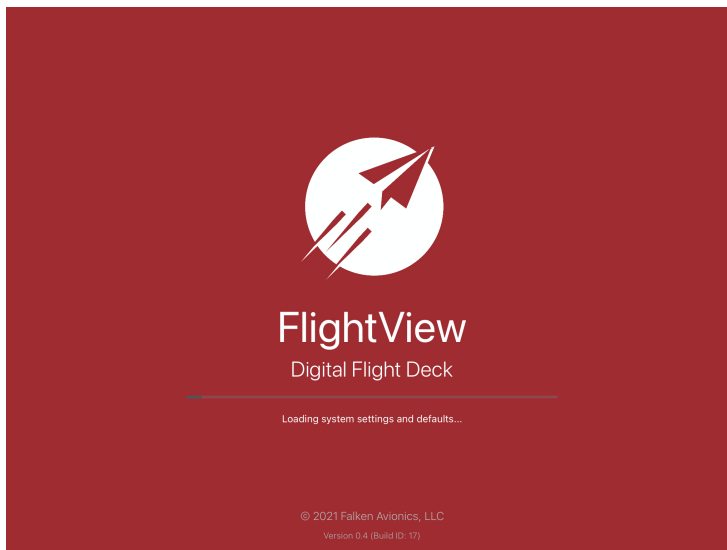 FlightView
Digital Flight Deck
Loading system settings and defaults...
© 2021 Falken Avionics, LLC
Version 0.4 (Build ID: 17)